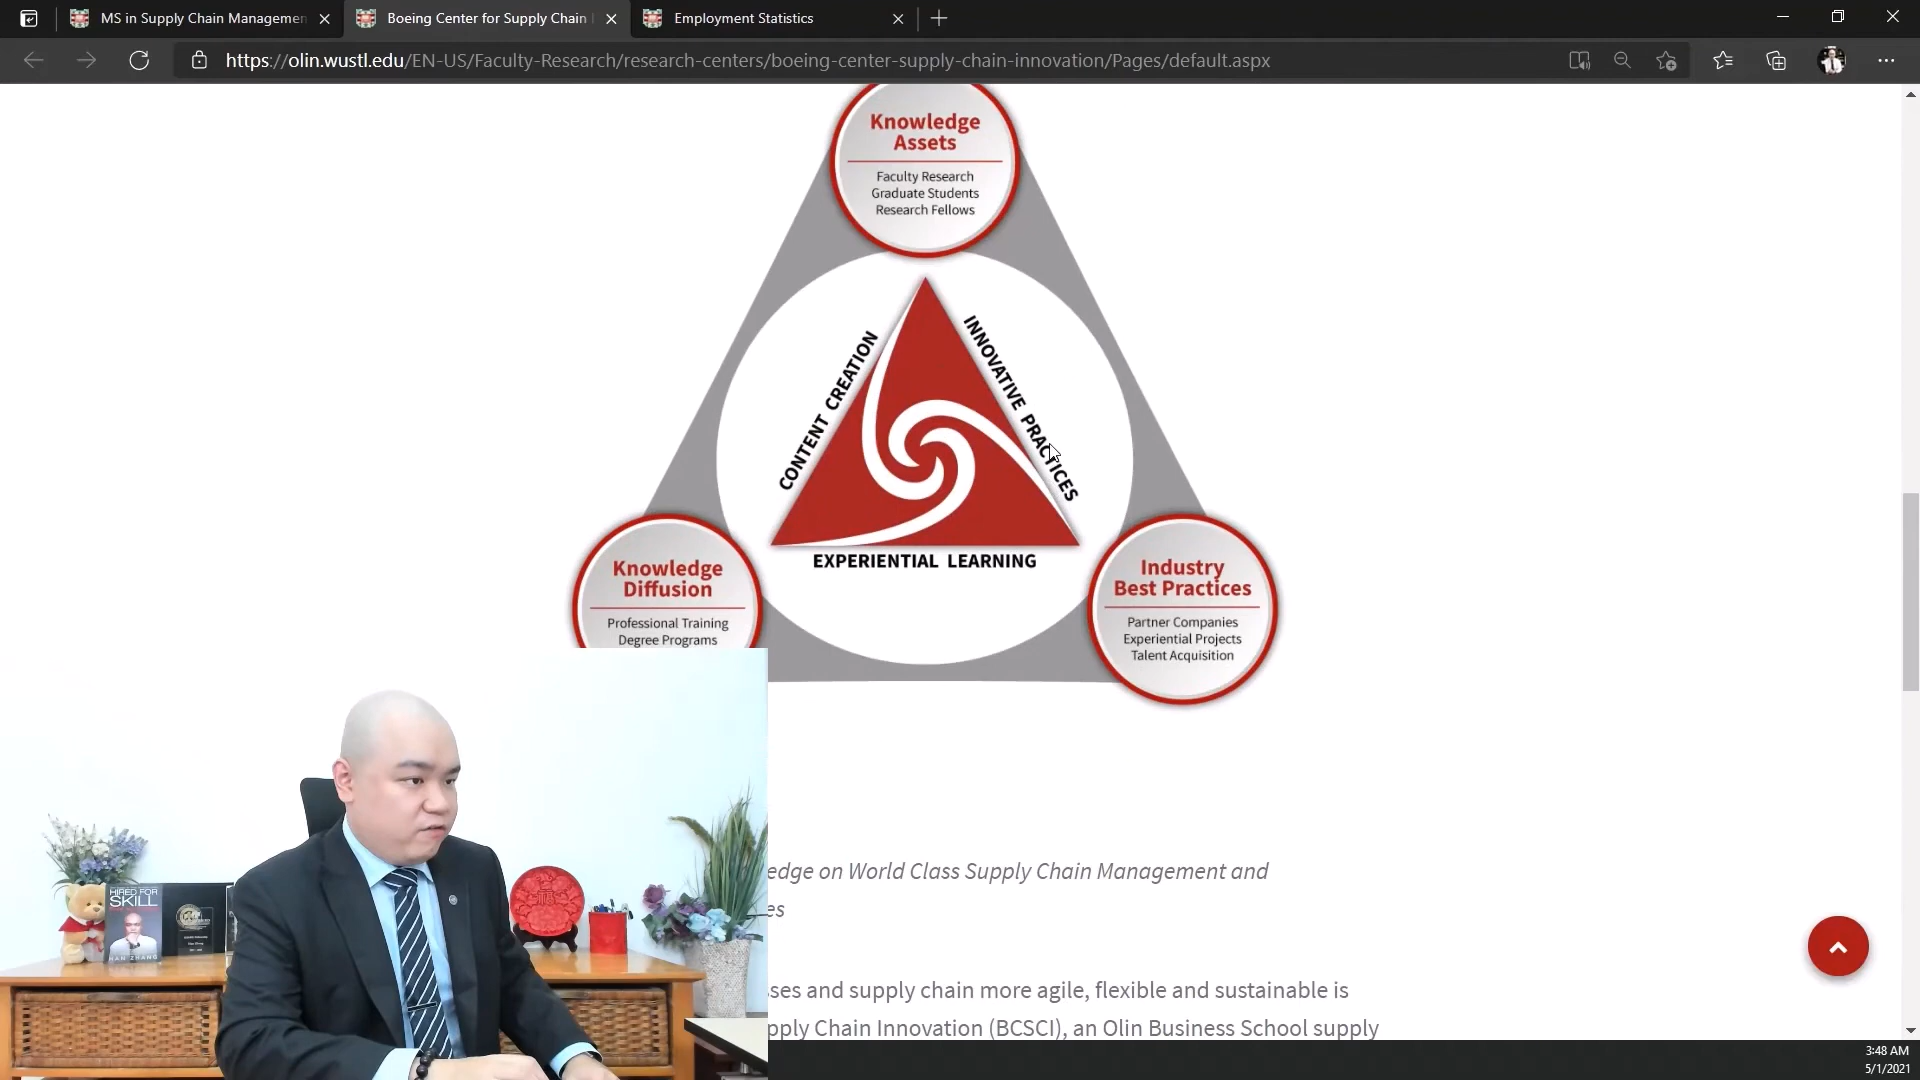 MS in Supply Chain Managemen
Boeing Center for Supply Chain
Employment Statistics
https://olin.wustl.edu/EN-US/Faculty-Research/research-centers/boeing-center-supply-chain-innovation/Pages/default.aspx
Knowledge
Assets
Faculty Research
Graduate Students
Research Fellows
CONTENT CREATION
INNOVATIVE PRACTICES
EXPERIENTIAL LEARNING
Knowledge
Diffusion
Professional Training
Degree Programs
Industry
Best Practices
Partner Companies
Experiential Projects
Talent Acquisition
edge on World Class Supply Chain Management and
es
sses and supply chain more agile, flexible and sustainable is
pply Chain Innovation (BCSCI), an Olin Business School supply
HIRED FOR
SKILL
HAN ZHANG
3:48 AM
5/1/2021